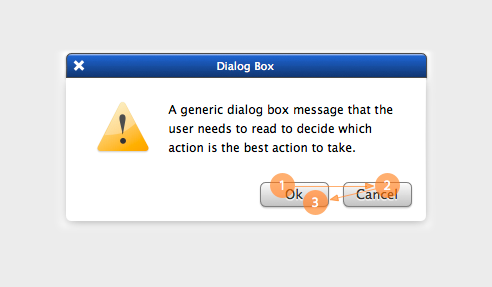 Dialog Box
A generic dialog box message that the
user needs to read to decide which
action is the best action to take.
1 2
Ok Cancel
3